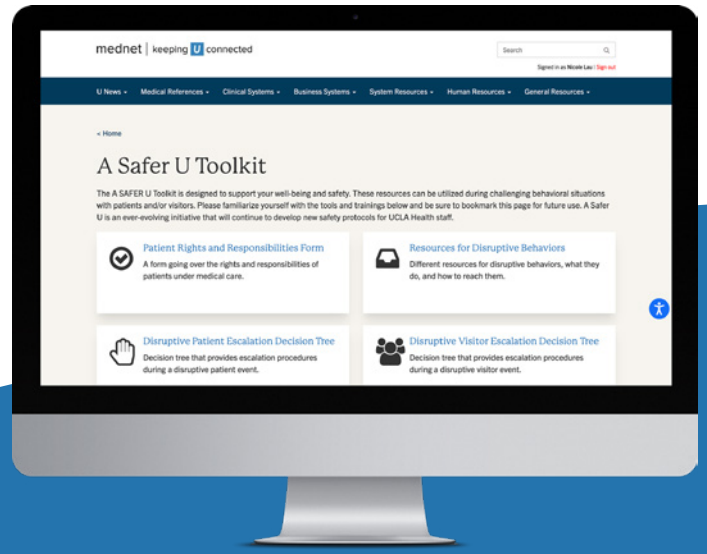 mednet | keeping U connected
Search
Signed in as Nicole Lau | Sign out
U News
Medical References
Clinical Systems
Business Systems
System Resources
Human Resources
General Resources
< Home
A Safer U Toolkit
The A SAFER U Toolkit is designed to support your well-being and safety. These resources can be utilized during challenging behavioral situations
with patients and/or visitors. Please familiarize yourself with the tools and trainings below and be sure to bookmark this page for future use. A Safer
U is an ever-evolving initiative that will continue to develop new safety protocols for UCLA Health staff.
Patient Rights and Responsibilities Form
A form going over the rights and responsibilities of
patients under medical care.
Resources for Disruptive Behaviors
Different resources for disruptive behaviors, what they
do, and how to reach them.
Disruptive Patient Escalation Decision Tree
Decision tree that provides escalation procedures
during a disruptive patient event.
Disruptive Visitor Escalation Decision Tree
Decision tree that provides escalation procedures
during a disruptive visitor event.